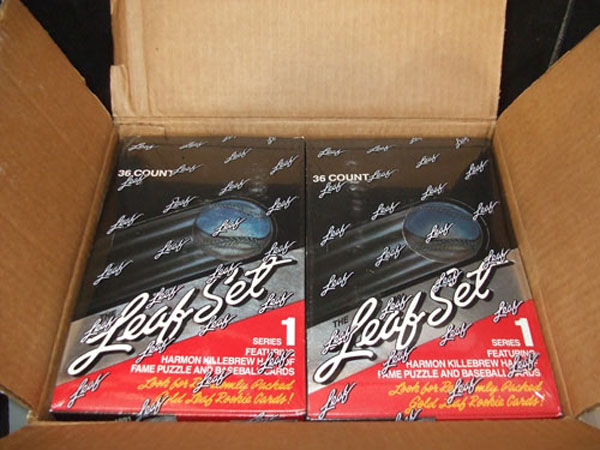 36 COUNT
THE
Leaf Set
SERIES 1
FEATURING
HARMON KILLEBREW HALL OF
FAME PUZZLE AND BASEBALL CARDS
Look for Randomly Packed
Gold Leaf Rookie Cards!
36 COUNT
THE
Leaf Set
SERIES 1
FEATURING
HARMON KILLEBREW HALL OF
FAME PUZZLE AND BASEBALL CARDS
Look for Randomly Packed
Gold Leaf Rookie Cards!
Leaf